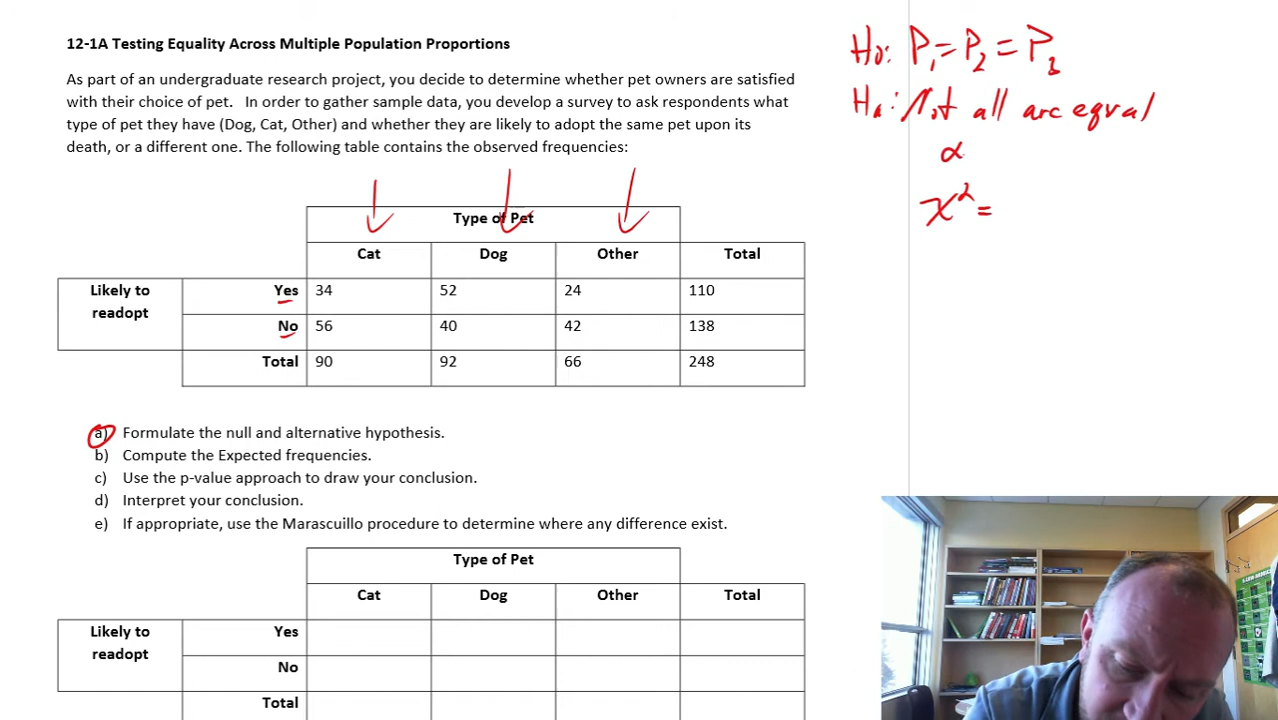 12-1A Testing Equality Across Multiple Population Proportions
As part of an undergraduate research project, you decide to determine whether pet owners are satisfied
with their choice of pet. In order to gather sample data, you develop a survey to ask respondents what
type of pet they have (Dog, Cat, Other) and whether they are likely to adopt the same pet upon its
death, or a different one. The following table contains the observed frequencies:
Type of Pet
Cat Dog Other Total
Likely to readopt
Yes 34 52 24 110
No 56 40 42 138
Total 90 92 66 248
a) Formulate the null and alternative hypothesis.
b) Compute the Expected frequencies.
c) Use the p-value approach to draw your conclusion.
d) Interpret your conclusion.
e) If appropriate, use the Marascuillo procedure to determine where any difference exist.
Type of Pet
Cat Dog Other Total
Likely to readopt
Yes
No
Total
H₀: P₁ = P₂ = P₃
Hₐ: Not all are equal
α
χ² =